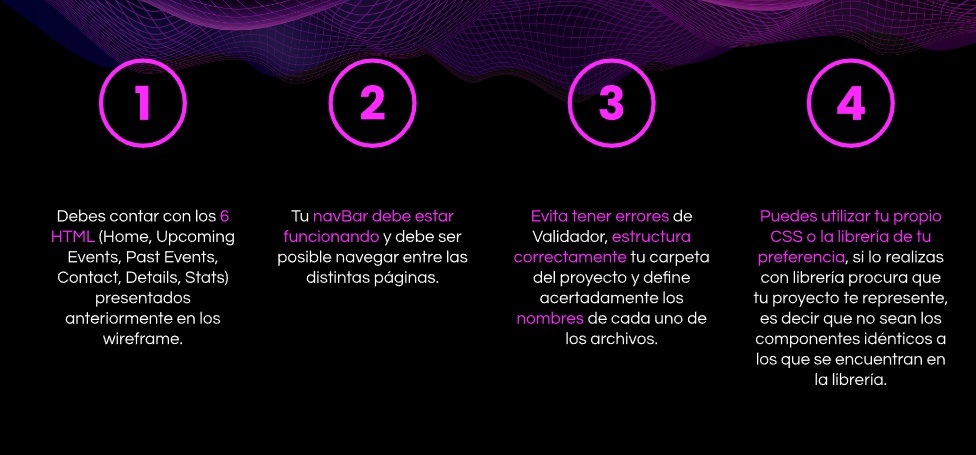 1
Debes contar con los 6
HTML (Home, Upcoming
Events, Past Events,
Contact, Details, Stats)
presentados
anteriormente en los
wireframe.
2
Tu navBar debe estar
funcionando y debe ser
posible navegar entre las
distintas páginas.
3
Evita tener errores de
Validador, estructura
correctamente tu carpeta
del proyecto y define
acertadamente los
nombres de cada uno de
los archivos.
4
Puedes utilizar tu propio
CSS o la librería de tu
preferencia, si lo realizas
con librería procura que
tu proyecto te represente,
es decir que no sean los
componentes idénticos a
los que se encuentran en
la librería.